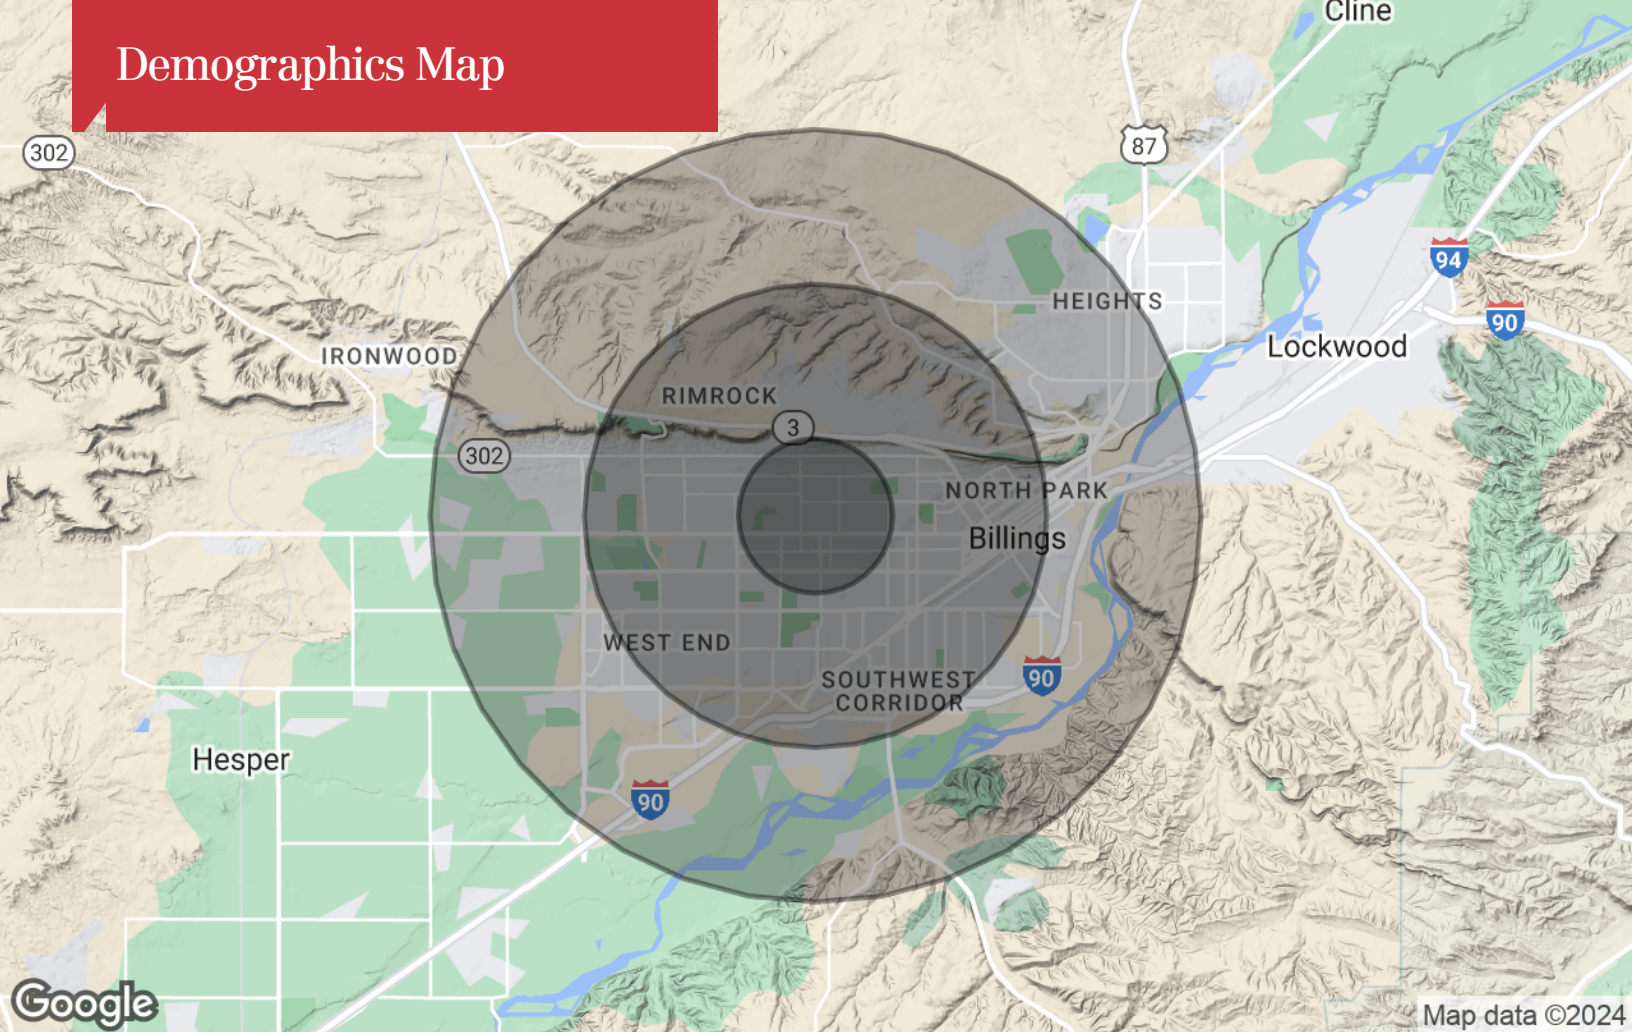 Demographics Map
Cline
302
87
94
HEIGHTS
90
Lockwood
IRONWOOD
RIMROCK
3
302
NORTH PARK
Billings
WEST END
SOUTHWEST
CORRIDOR
90
Hesper
90
Google
Map data ©2024